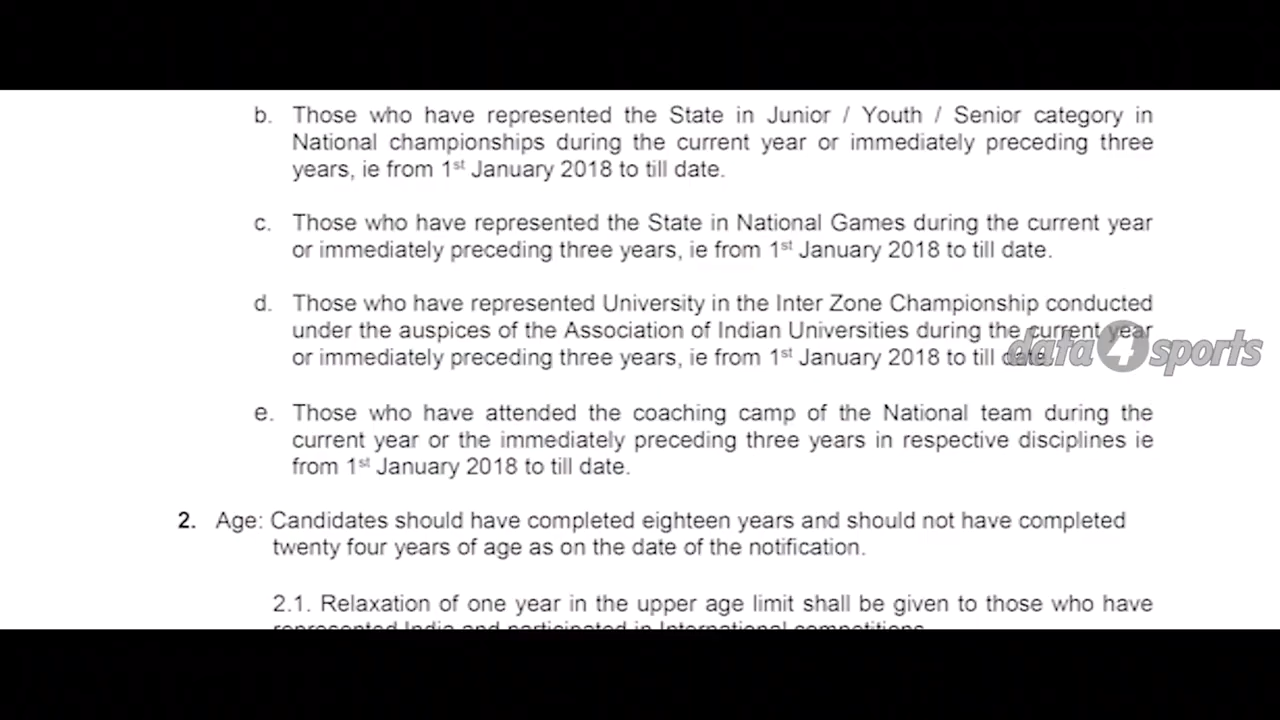 b. Those who have represented the State in Junior / Youth / Senior category in
National championships during the current year or immediately preceding three
years, ie from 1st January 2018 to till date.
c. Those who have represented the State in National Games during the current year
or immediately preceding three years, ie from 1st January 2018 to till date.
d. Those who have represented University in the Inter Zone Championship conducted
under the auspices of the Association of Indian Universities during the current year
or immediately preceding three years, ie from 1st January 2018 to till date.
data4sports
e. Those who have attended the coaching camp of the National team during the
current year or the immediately preceding three years in respective disciplines ie
from 1st January 2018 to till date.
2. Age: Candidates should have completed eighteen years and should not have completed
twenty four years of age as on the date of the notification.
2.1. Relaxation of one year in the upper age limit shall be given to those who have
represented India and participated in International competitions